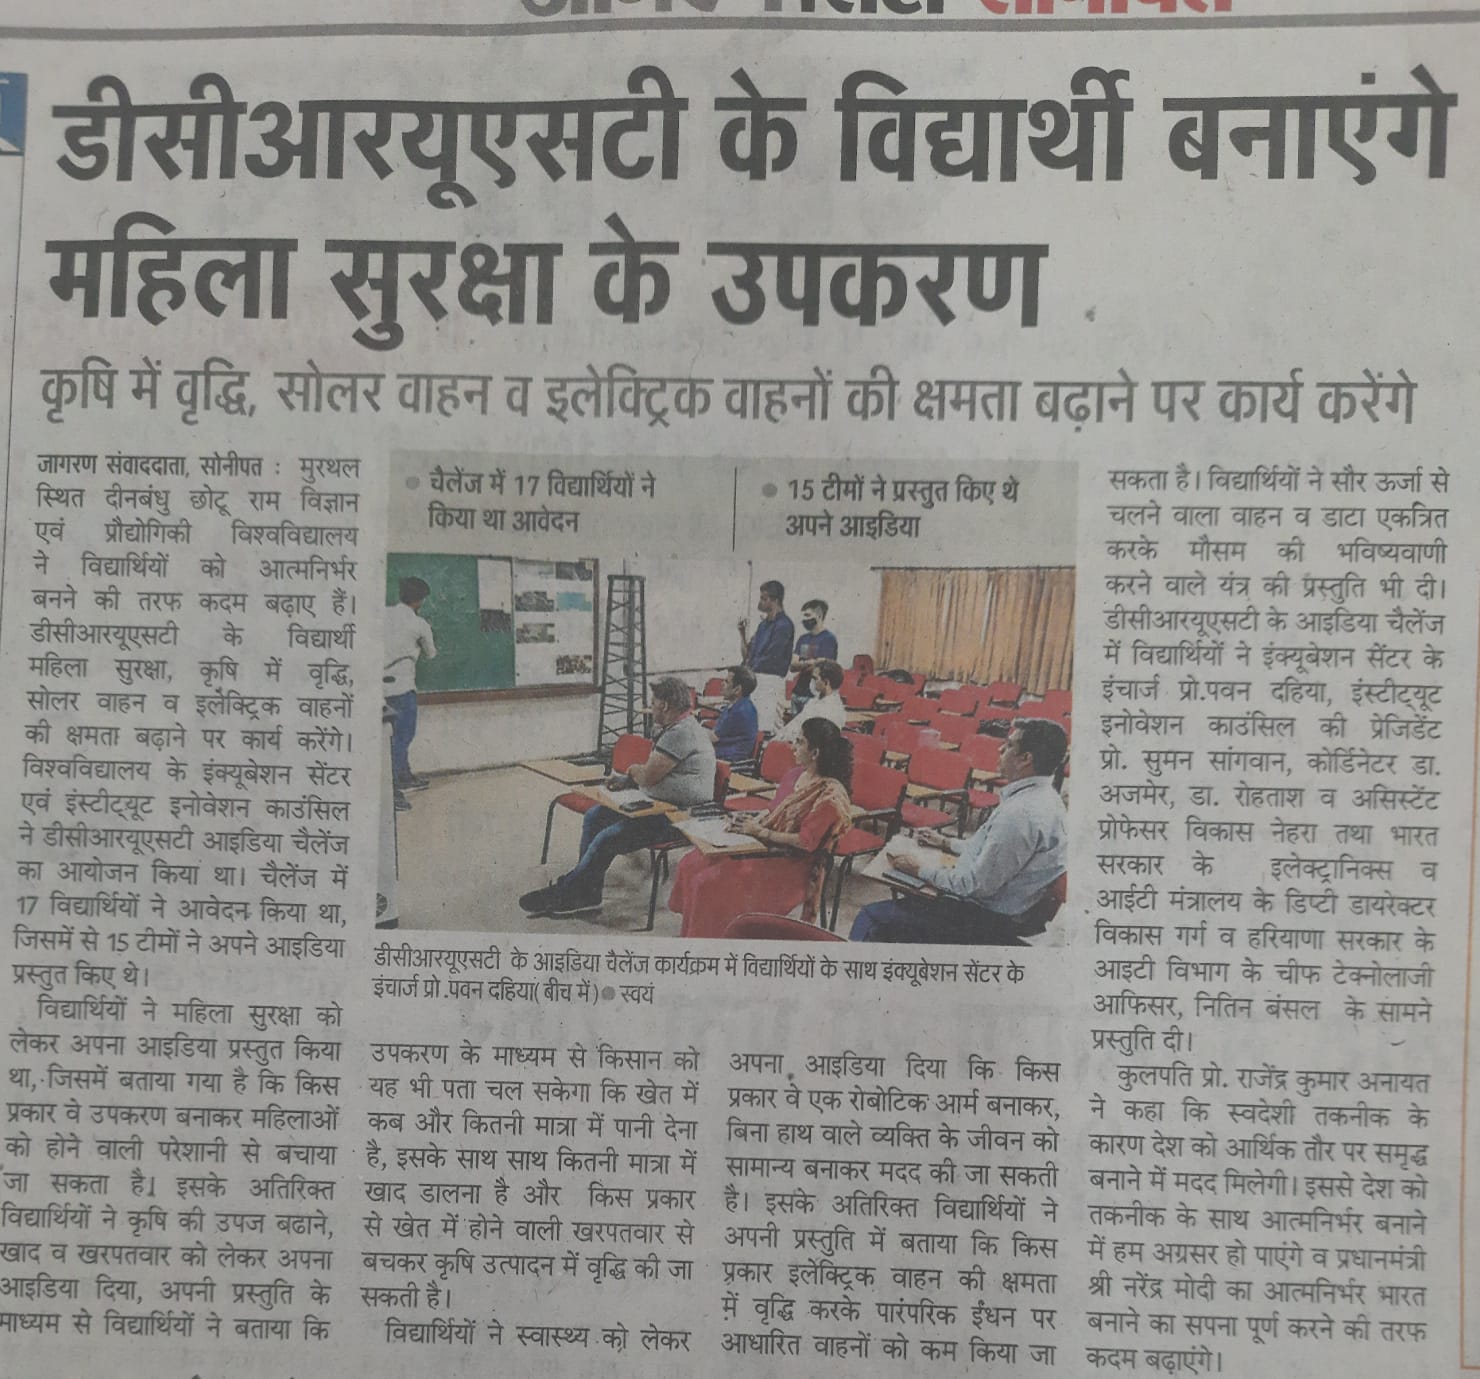 डीसीआरयूएसटी के विद्यार्थी बनाएंगे
महिला सुरक्षा के उपकरण
कृषि में वृद्धि, सोलर वाहन व इलेक्ट्रिक वाहनों की क्षमता बढ़ाने पर कार्य करेंगे
जागरण संवाददाता, सोनीपत : मुरथल
स्थित दीनबंधु छोटू राम विज्ञान
एवं प्रौद्योगिकी विश्वविद्यालय
ने विद्यार्थियों को आत्मनिर्भर
बनने की तरफ कदम बढ़ाए हैं।
डीसीआरयूएसटी के विद्यार्थी
महिला सुरक्षा, कृषि में वृद्धि,
सोलर वाहन व इलैक्ट्रिक वाहनों
की क्षमता बढ़ाने पर कार्य करेंगे।
विश्वविद्यालय के इंक्यूबेशन सेंटर
एवं इंस्टीट्यूट इनोवेशन काउंसिल
ने डीसीआरयूएसटी आइडिया चैलेंज
का आयोजन किया था। चैलेंज में
17 विद्यार्थियों ने आवेदन किया था,
जिसमें से 15 टीमों ने अपने आइडिया
प्रस्तुत किए थे।
विद्यार्थियों ने महिला सुरक्षा को
लेकर अपना आइडिया प्रस्तुत किया
था, जिसमें बताया गया है कि किस
प्रकार वे उपकरण बनाकर महिलाओं
को होने वाली परेशानी से बचाया
जा सकता है। इसके अतिरिक्त
विद्यार्थियों ने कृषि की उपज बढाने,
खाद व खरपतवार को लेकर अपना
आइडिया दिया, अपनी प्रस्तुति के
माध्यम से विद्यार्थियों ने बताया कि
● चैलेंज में 17 विद्यार्थियों ने
किया था आवेदन
● 15 टीमों ने प्रस्तुत किए थे
अपने आइडिया
डीसीआरयूएसटी के आइडिया चैलेंज कार्यक्रम में विद्यार्थियों के साथ इंक्यूबेशन सेंटर के
इंचार्ज प्रो .पवन दहिया( बीच में )● स्वयं
उपकरण के माध्यम से किसान को
यह भी पता चल सकेगा कि खेत में
कब और कितनी मात्रा में पानी देना
है, इसके साथ साथ कितनी मात्रा में
खाद डालना है और किस प्रकार
से खेत में होने वाली खरपतवार से
बचकर कृषि उत्पादन में वृद्धि की जा
सकती है।
विद्यार्थियों ने स्वास्थ्य को लेकर
अपना आइडिया दिया कि किस
प्रकार वे एक रोबोटिक आर्म बनाकर,
बिना हाथ वाले व्यक्ति के जीवन को
सामान्य बनाकर मदद की जा सकती
है। इसके अतिरिक्त विद्यार्थियों ने
अपनी प्रस्तुति में बताया कि किस
प्रकार इलेक्ट्रिक वाहन की क्षमता
में वृद्धि करके पारंपरिक ईंधन पर
आधारित वाहनों को कम किया जा
सकता है। विद्यार्थियों ने सौर ऊर्जा से
चलने वाला वाहन व डाटा एकत्रित
करके मौसम की भविष्यवाणी
करने वाले यंत्र की प्रस्तुति भी दी।
डीसीआरयूएसटी के आइडिया चैलेंज
में विद्यार्थियों ने इंक्यूबेशन सेंटर के
इंचार्ज प्रो.पवन दहिया, इंस्टीट्यूट
इनोवेशन काउंसिल की प्रेजिडेंट
प्रो. सुमन सांगवान, कोर्डिनेटर डा.
अजमेर, डा. रोहताश व असिस्टेंट
प्रोफेसर विकास नेहरा तथा भारत
सरकार के इलेक्ट्रानिक्स व
आईटी मंत्रालय के डिप्टी डायरेक्टर
विकास गर्ग व हरियाणा सरकार के
आइटी विभाग के चीफ टेक्नोलाजी
आफिसर, नितिन बंसल के सामने
प्रस्तुति दी।
कुलपति प्रो. राजेंद्र कुमार अनायत
ने कहा कि स्वदेशी तकनीक के
कारण देश को आर्थिक तौर पर समृद्ध
बनाने में मदद मिलेगी। इससे देश को
तकनीक के साथ आत्मनिर्भर बनाने
में हम अग्रसर हो पाएंगे व प्रधानमंत्री
श्री नरेंद्र मोदी का आत्मनिर्भर भारत
बनाने का सपना पूर्ण करने की तरफ
कदम बढ़ाएंगे।